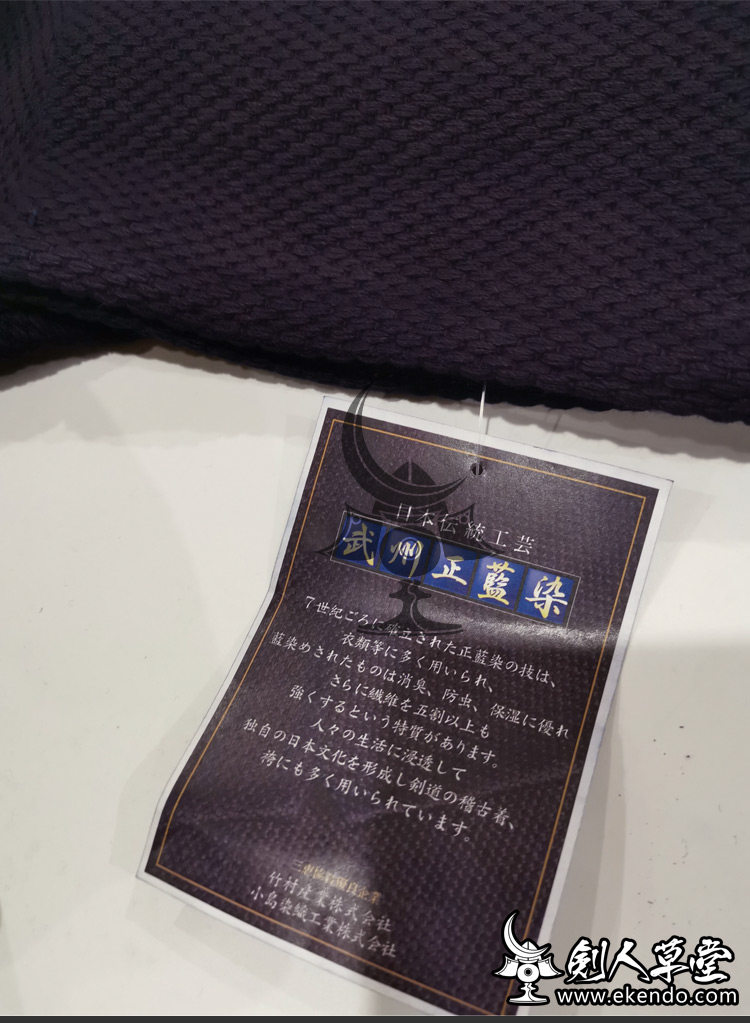 日本伝統工芸
武州正藍染
7世紀ごろに確立された正藍染の技は、
衣類等に多く用いられ、
藍染めされたものは消臭、防虫、保湿に優れ
さらに繊維を五割以上も
強くするという特質があります。
人々の生活に浸透して
独自の日本文化を形成し剣道の稽古着、
袴にも多く用いられています。
竹村産業株式会社
小島染織工業株式会社
剣人草堂
www.ekendo.com